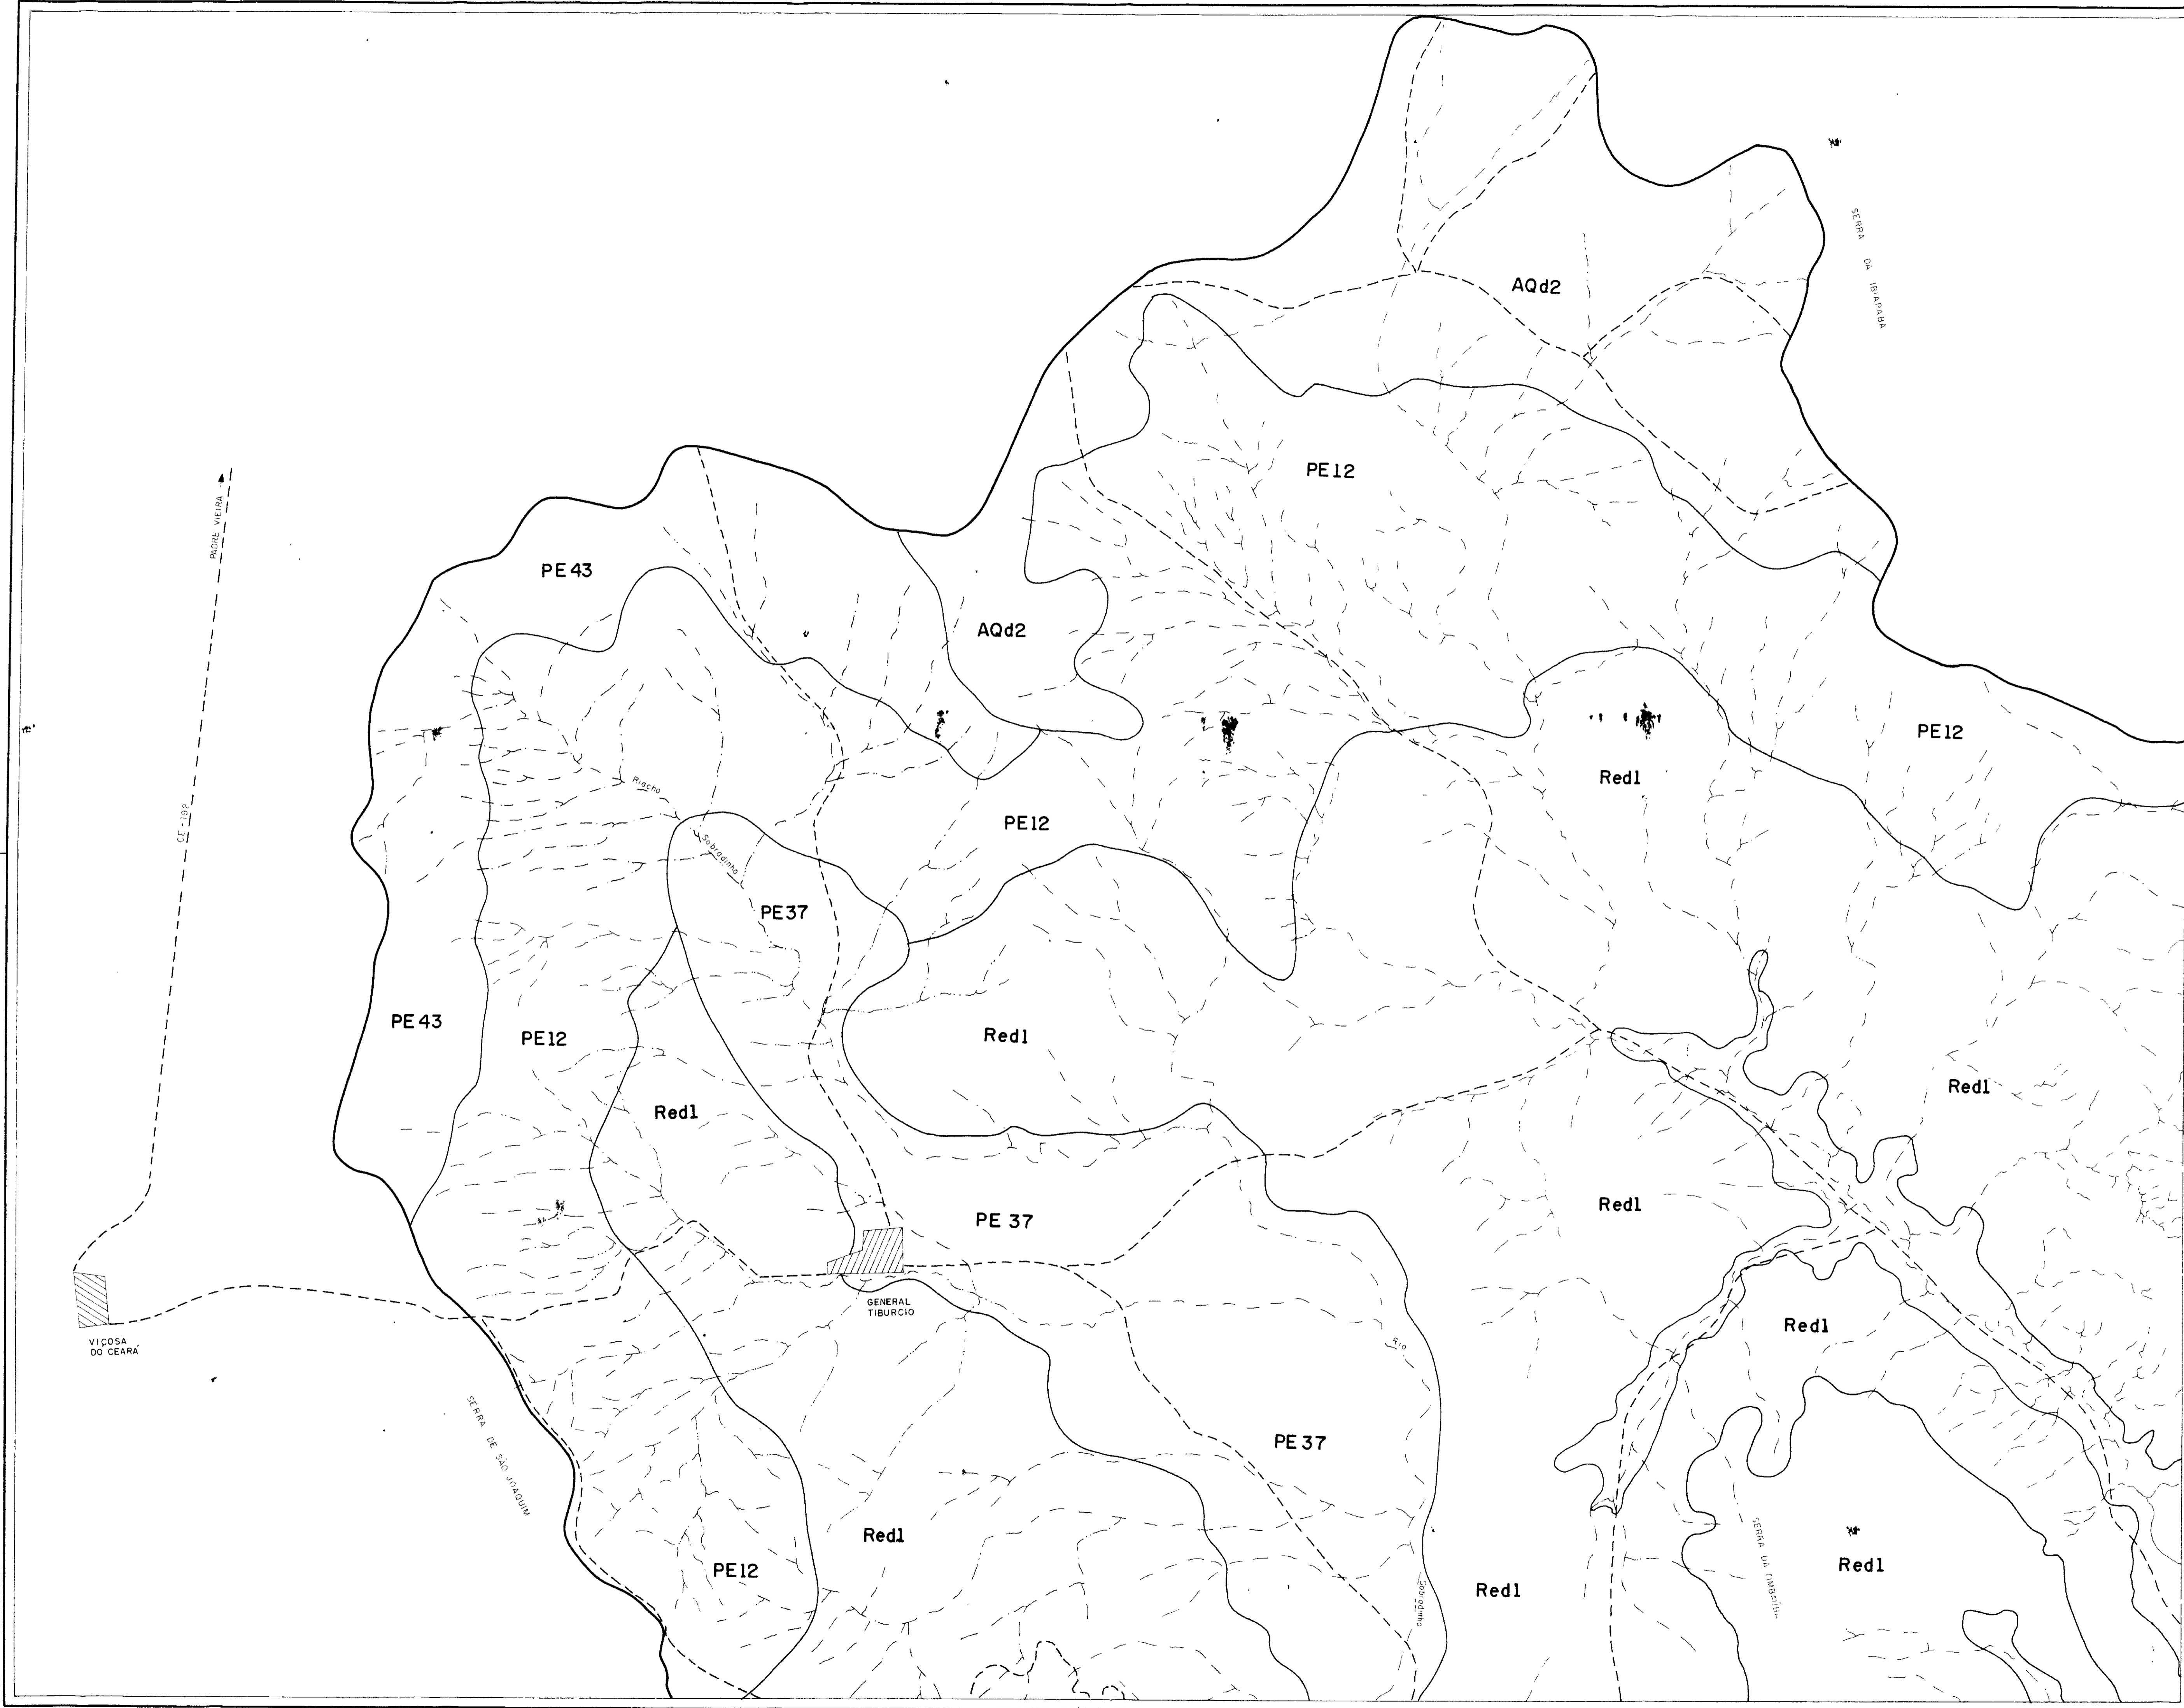 SERRA DA IBIAPABA
AQd2
PE12
PADRE VIEIRA
PE43
AQd2
PE12
Red1
Riacho
CE-192
PE12
Sobradinho
PE37
PE43
PE12
Red1
Red1
Red1
Red1
PE 37
GENERAL
TIBURCIO
VIÇOSA
DO CEARÁ
Red1
Rio
SERRA DE SÃO JOAQUIM
PE37
Red1
SERRA DA TIMBAÚBA
Red1
PE12
Red1
Sobradinho